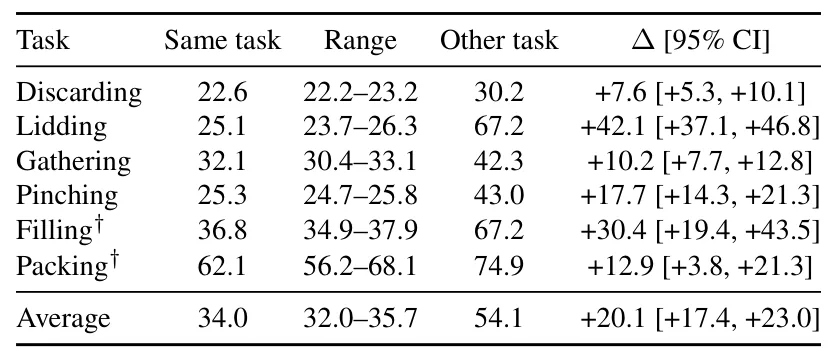 Task Same task Range Other task Δ [95% CI]
Discarding 22.6 22.2–23.2 30.2 +7.6 [+5.3, +10.1]
Lidding 25.1 23.7–26.3 67.2 +42.1 [+37.1, +46.8]
Gathering 32.1 30.4–33.1 42.3 +10.2 [+7.7, +12.8]
Pinching 25.3 24.7–25.8 43.0 +17.7 [+14.3, +21.3]
Filling† 36.8 34.9–37.9 67.2 +30.4 [+19.4, +43.5]
Packing† 62.1 56.2–68.1 74.9 +12.9 [+3.8, +21.3]
Average 34.0 32.0–35.7 54.1 +20.1 [+17.4, +23.0]